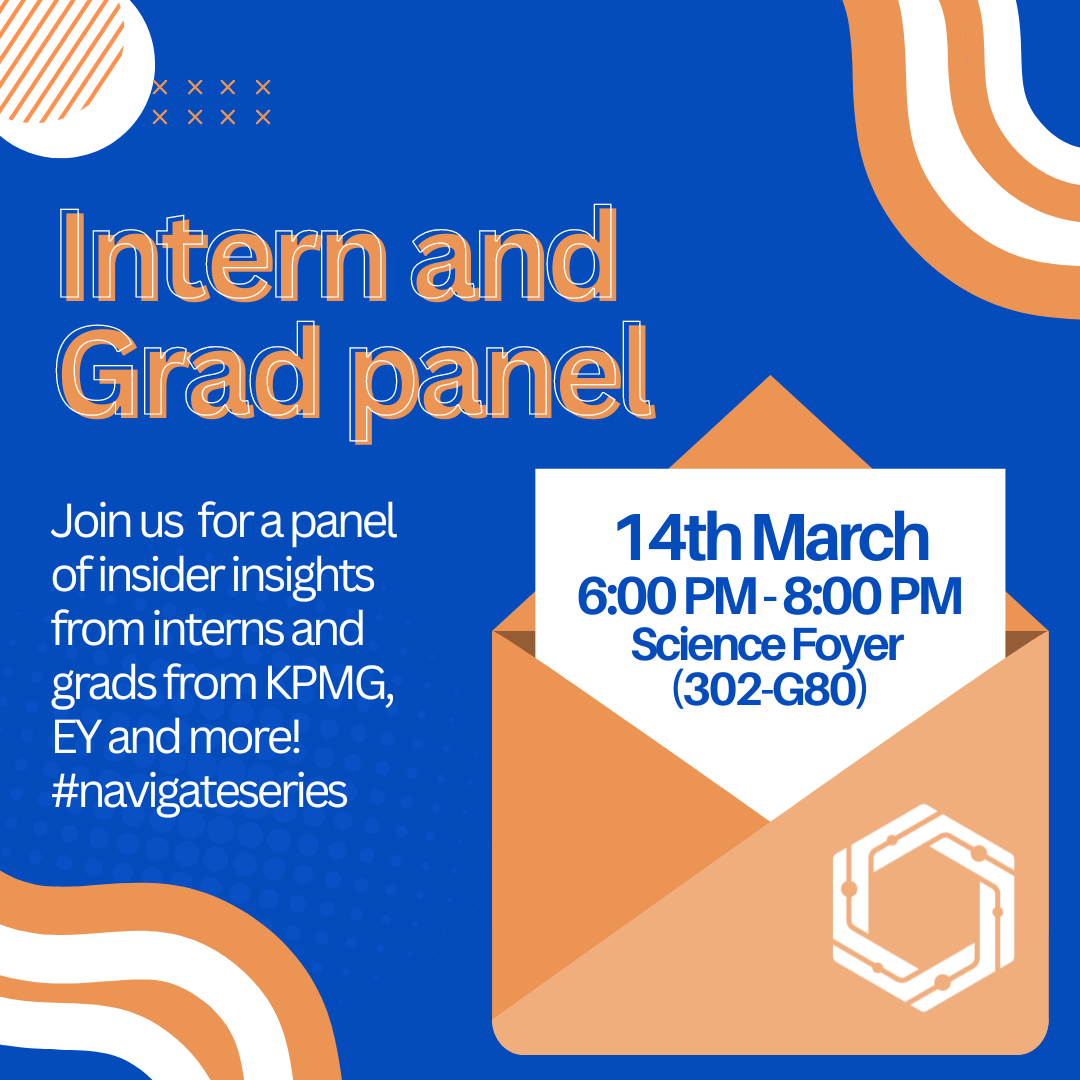 Intern and
Grad panel
Join us for a panel
of insider insights
from interns and
grads from KPMG,
EY and more!
#navigateseries
14th March
6:00 PM - 8:00 PM
Science Foyer
(302-G80)